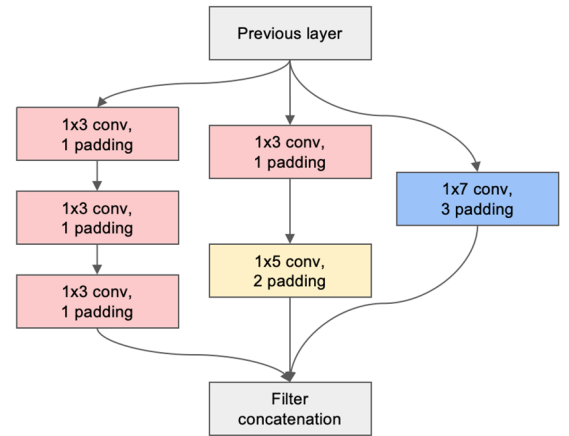 Previous layer
1x3 conv,
1 padding
1x3 conv,
1 padding
1x3 conv,
1 padding
1x3 conv,
1 padding
1x5 conv,
2 padding
1x7 conv,
3 padding
Filter
concatenation